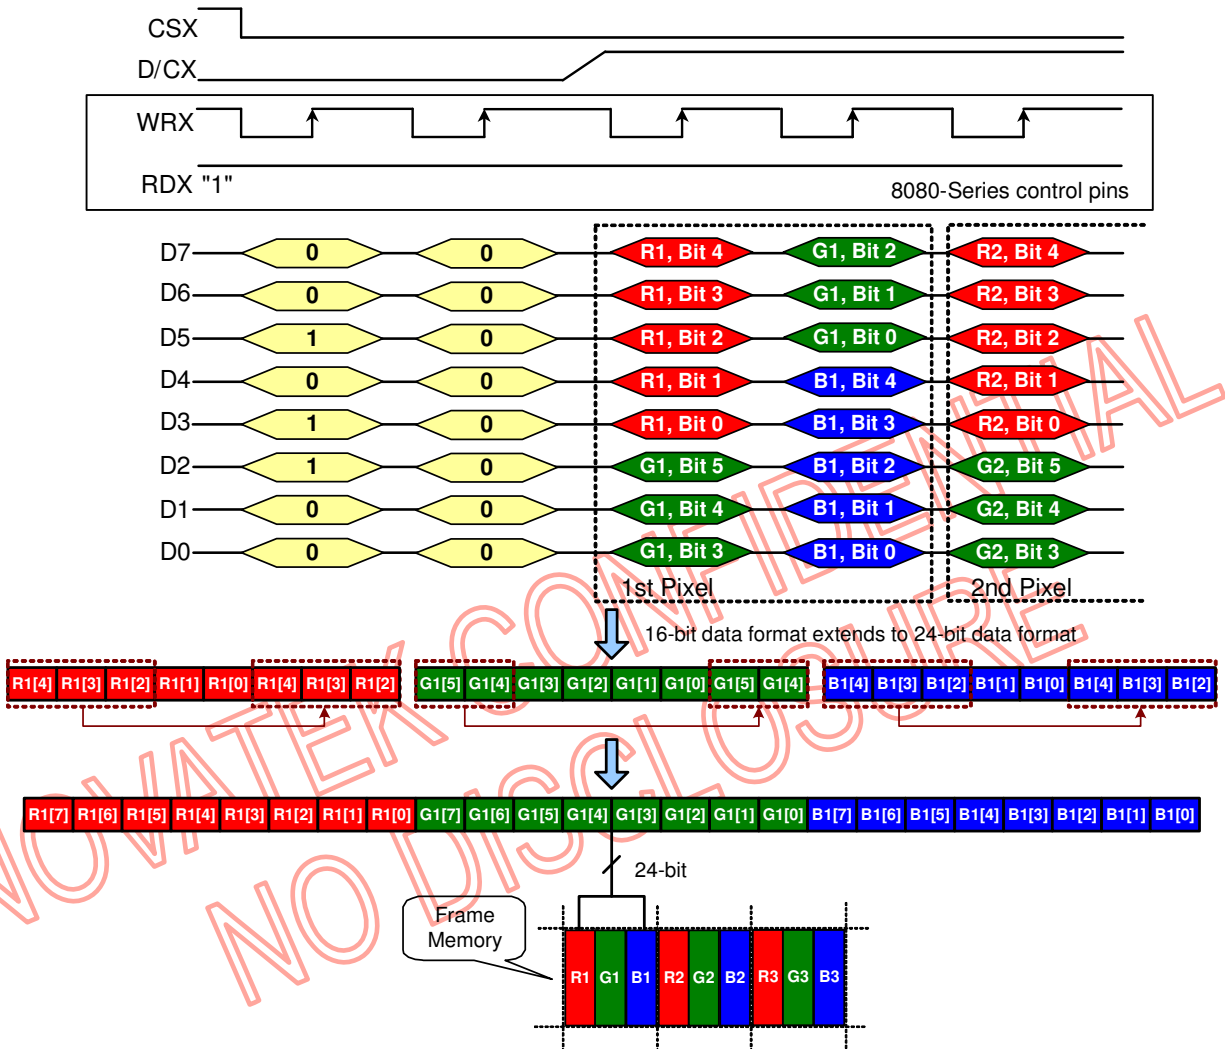 CSX
D/CX
WRX
RDX "1"
8080-Series control pins
D7 0 0 R1, Bit 4 G1, Bit 2 R2, Bit 4
D6 0 0 R1, Bit 3 G1, Bit 1 R2, Bit 3
D5 1 0 R1, Bit 2 G1, Bit 0 R2, Bit 2
D4 0 0 R1, Bit 1 B1, Bit 4 R2, Bit 1
D3 1 0 R1, Bit 0 B1, Bit 3 R2, Bit 0
D2 1 0 G1, Bit 5 B1, Bit 2 G2, Bit 5
D1 0 0 G1, Bit 4 B1, Bit 1 G2, Bit 4
D0 0 0 G1, Bit 3 B1, Bit 0 G2, Bit 3
1st Pixel 2nd Pixel
16-bit data format extends to 24-bit data format
R1[4] R1[3] R1[2] R1[1] R1[0] R1[4] R1[3] R1[2] G1[5] G1[4] G1[3] G1[2] G1[1] G1[0] G1[5] G1[4] B1[4] B1[3] B1[2] B1[1] B1[0] B1[4] B1[3] B1[2]
R1[7] R1[6] R1[5] R1[4] R1[3] R1[2] R1[1] R1[0] G1[7] G1[6] G1[5] G1[4] G1[3] G1[2] G1[1] G1[0] B1[7] B1[6] B1[5] B1[4] B1[3] B1[2] B1[1] B1[0]
24-bit
Frame
Memory
R1 G1 B1 R2 G2 B2 R3 G3 B3
NOVATEK CONFIDENTIAL
NO DISCLOSURE